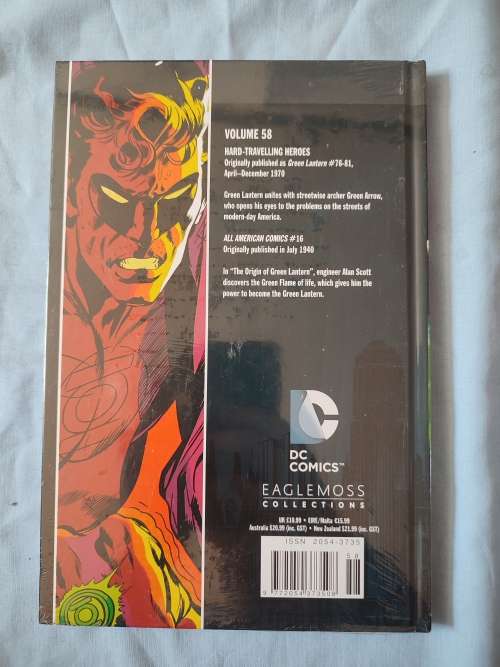 VOLUME 58
HARD-TRAVELLING HEROES
Originally published as Green Lantern #76-81,
April–December 1970
Green Lantern unites with streetwise archer Green Arrow,
who opens his eyes to the problems on the streets of
modern-day America.
ALL AMERICAN COMICS #16
Originally published in July 1940
In "The Origin of Green Lantern", engineer Alan Scott
discovers the Green Flame of life, which gives him the
power to become the Green Lantern.
DC
DC
COMICS™
EAGLEMOSS
COLLECTIONS
UK £10.99 • EIRE/Malta €15.99
Australia $20.99 (inc. GST) • New Zealand $21.99 (inc. GST)
ISSN 2054-3735
58
9 772054 373508